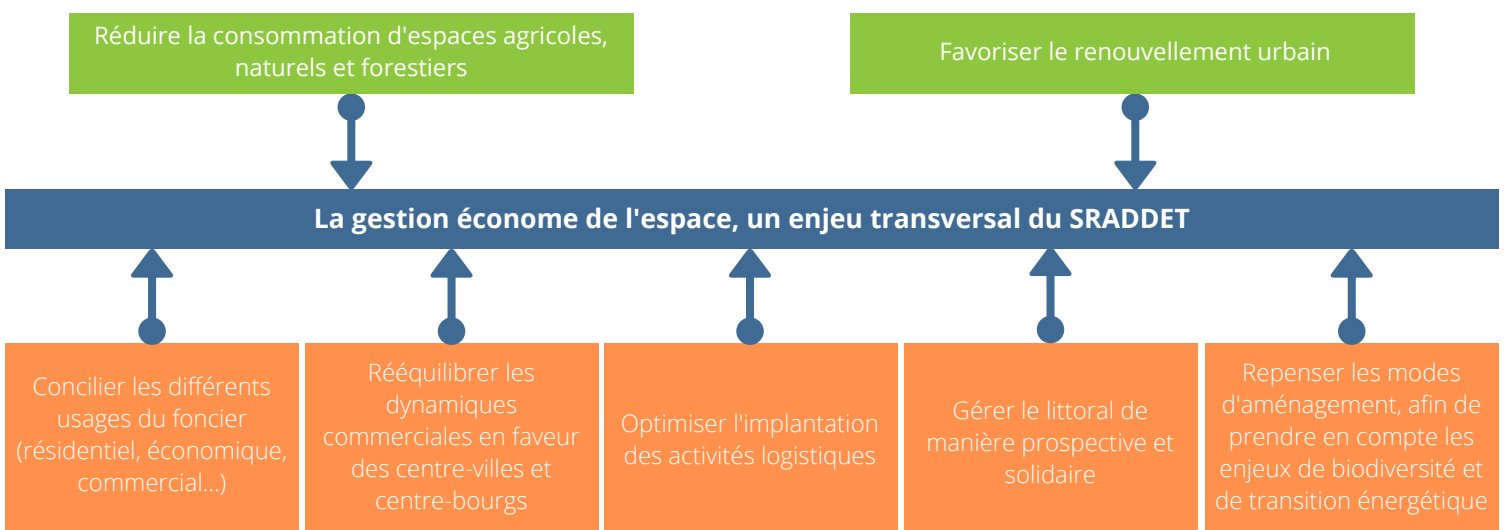 Réduire la consommation d'espaces agricoles,
naturels et forestiers
Favoriser le renouvellement urbain
La gestion économe de l'espace, un enjeu transversal du SRADDET
Concilier les différents
usages du foncier
(résidentiel, économique,
commercial...)
Rééquilibrer les
dynamiques
commerciales en faveur
des centre-villes et
centre-bourgs
Optimiser l'implantation
des activités logistiques
Gérer le littoral de
manière prospective et
solidaire
Repenser les modes
d'aménagement, afin de
prendre en compte les
enjeux de biodiversité et
de transition énergétique